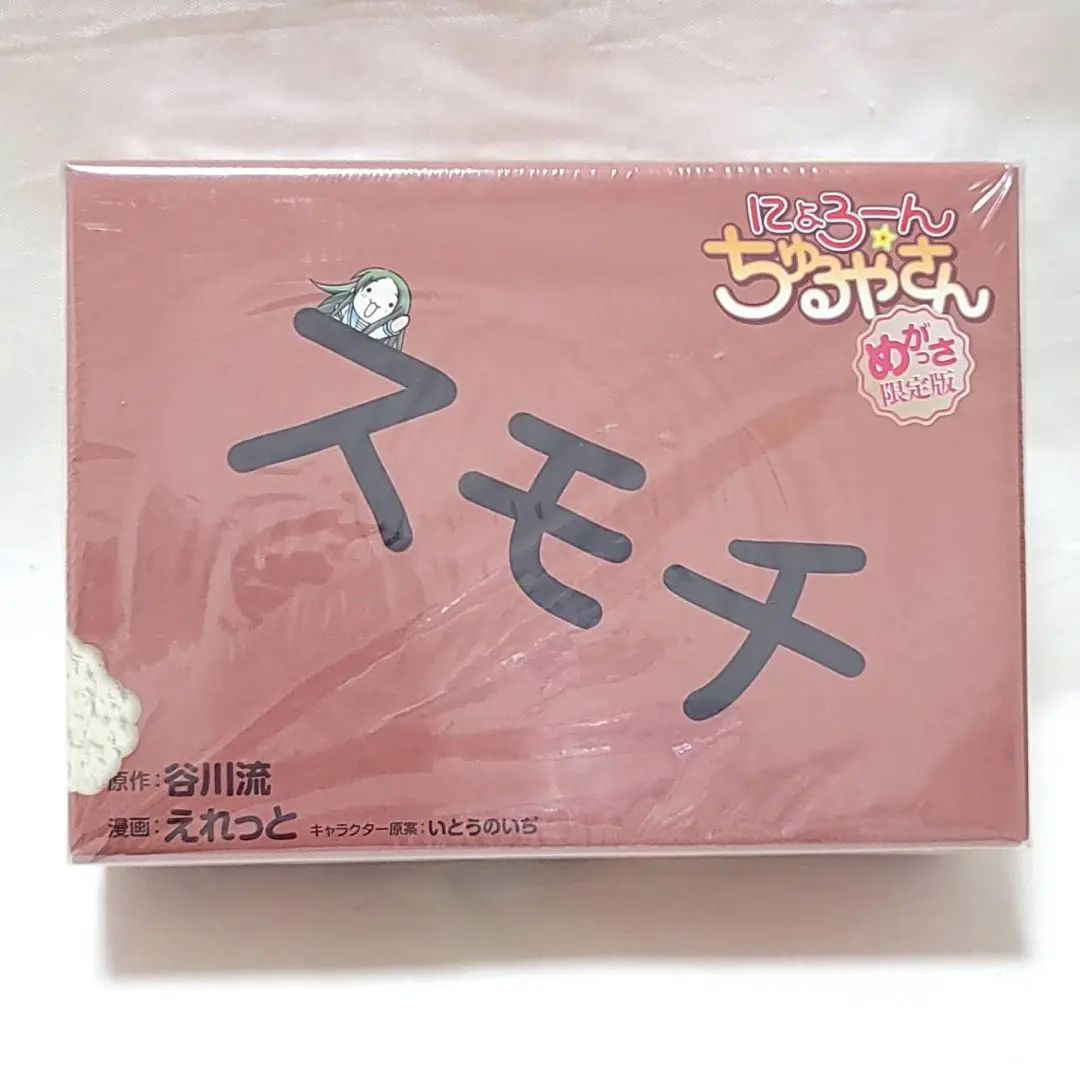 にょろーん
ちゅるやさん
めがっさ
限定版
スモチ
原作:谷川流
漫画:えれっと キャラクター原案:いとうのいぢ